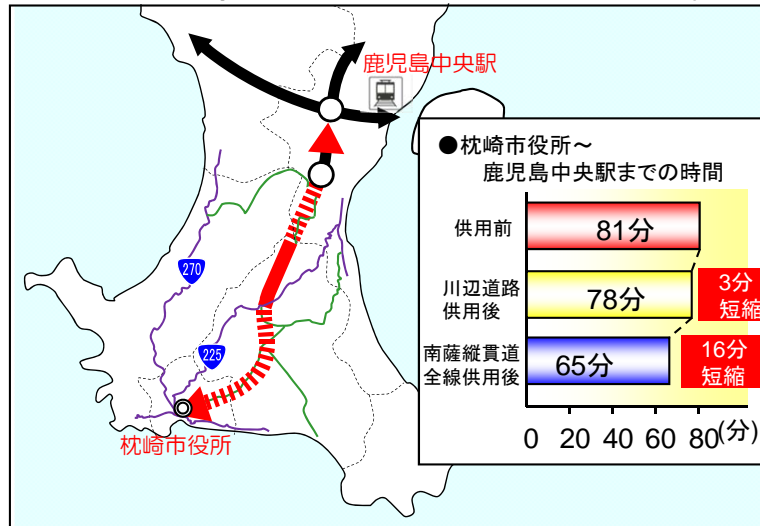 鹿児島中央駅
270
225
枕崎市役所
●枕崎市役所~
鹿児島中央駅までの時間
供用前
81分
川辺道路
供用後
78分
3分
短縮
南薩縦貫道
全線供用後
65分
16分
短縮
0 20 40 60 80(分)